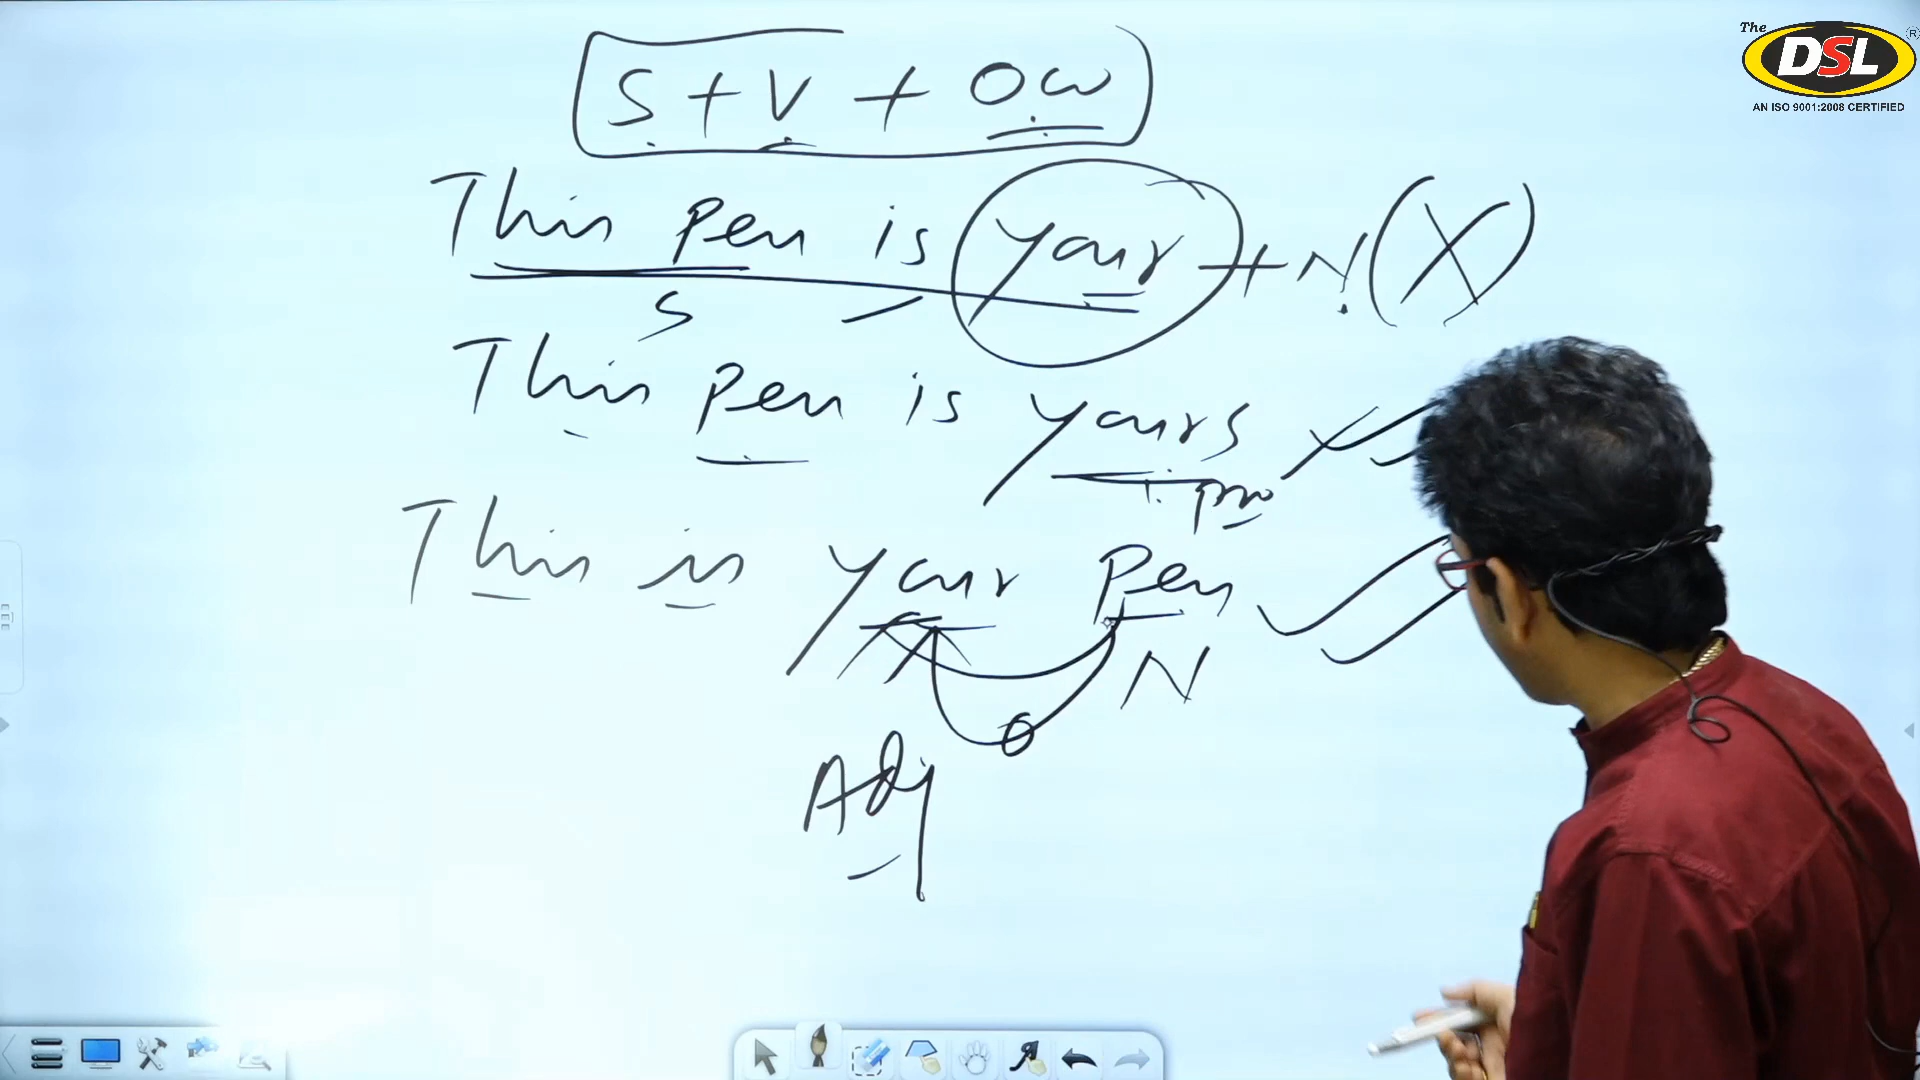 The
DSL
®
AN ISO 9001:2008 CERTIFIED
S + V + OW
This pen is your + N (X)
S
This pen is yours
pro
This is your pen
N
Adj